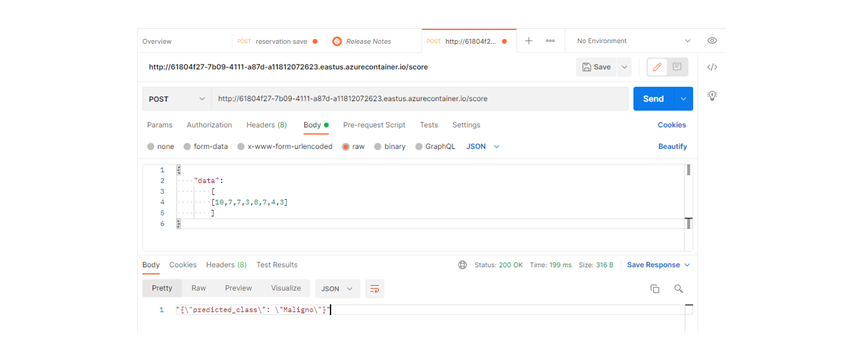 Overview POST reservation save Release Notes POST http://61804f2... + ••• No Environment
http://61804f27-7b09-4111-a87d-a11812072623.eastus.azurecontainer.io/score Save
POST http://61804f27-7b09-4111-a87d-a11812072623.eastus.azurecontainer.io/score Send
Params Authorization Headers (8) Body Pre-request Script Tests Settings Cookies
none form-data x-www-form-urlencoded raw binary GraphQL JSON Beautify
1 {
2 "data":
3 [
4 [10,7,7,3,8,7,4,3]
5 ]
6 }
Body Cookies Headers (8) Test Results Status: 200 OK Time: 199 ms Size: 316 B Save Response
Pretty Raw Preview Visualize JSON
1 "{\"predicted_class\": \"Maligno\"}"